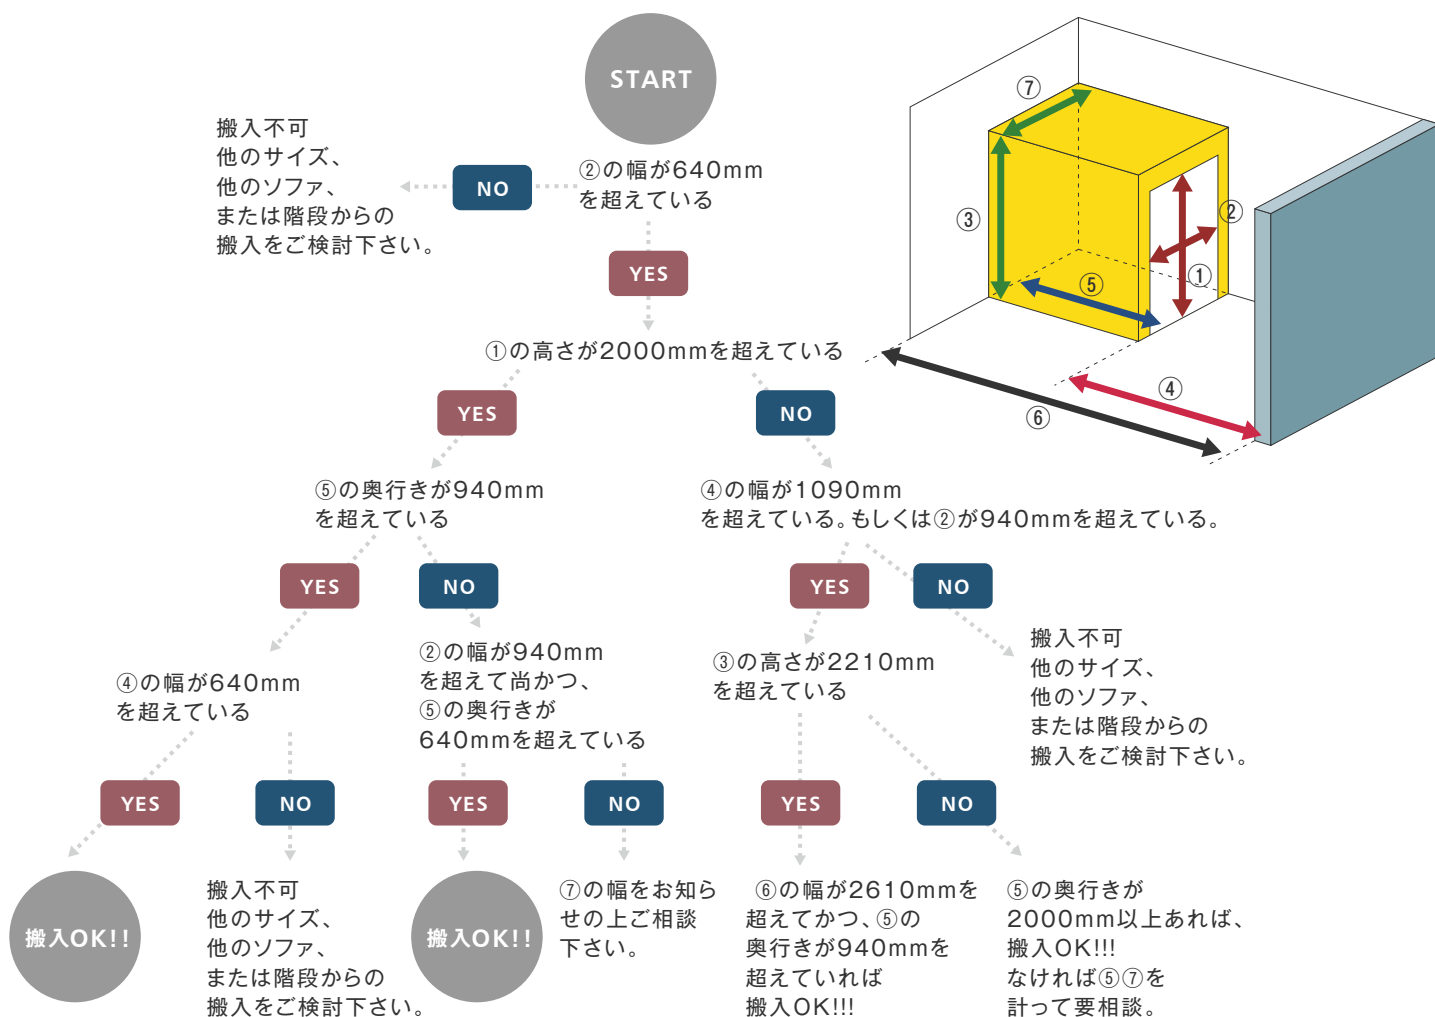 START
搬入不可
他のサイズ、
他のソファ、
または階段からの
搬入をご検討下さい。
NO
②の幅が640mm
を超えている
YES
①の高さが2000mmを超えている
YES
NO
⑤の奥行きが940mm
を超えている
④の幅が1090mm
を超えている。もしくは②が940mmを超えている。
YES
NO
YES
NO
④の幅が640mm
を超えている
②の幅が940mm
を超えて尚かつ、
⑤の奥行きが
640mmを超えている
③の高さが2210mm
を超えている
搬入不可
他のサイズ、
他のソファ、
または階段からの
搬入をご検討下さい。
YES
NO
YES
NO
YES
NO
搬入OK!!
搬入不可
他のサイズ、
他のソファ、
または階段からの
搬入をご検討下さい。
搬入OK!!
⑦の幅をお知ら
せの上ご相談
下さい。
⑥の幅が2610mmを
超えてかつ、⑤の
奥行きが940mmを
超えていれば
搬入OK!!!
⑤の奥行きが
2000mm以上あれば、
搬入OK!!!
なければ⑤⑦を
計って要相談。
⑦
③
②
①
⑤
④
⑥